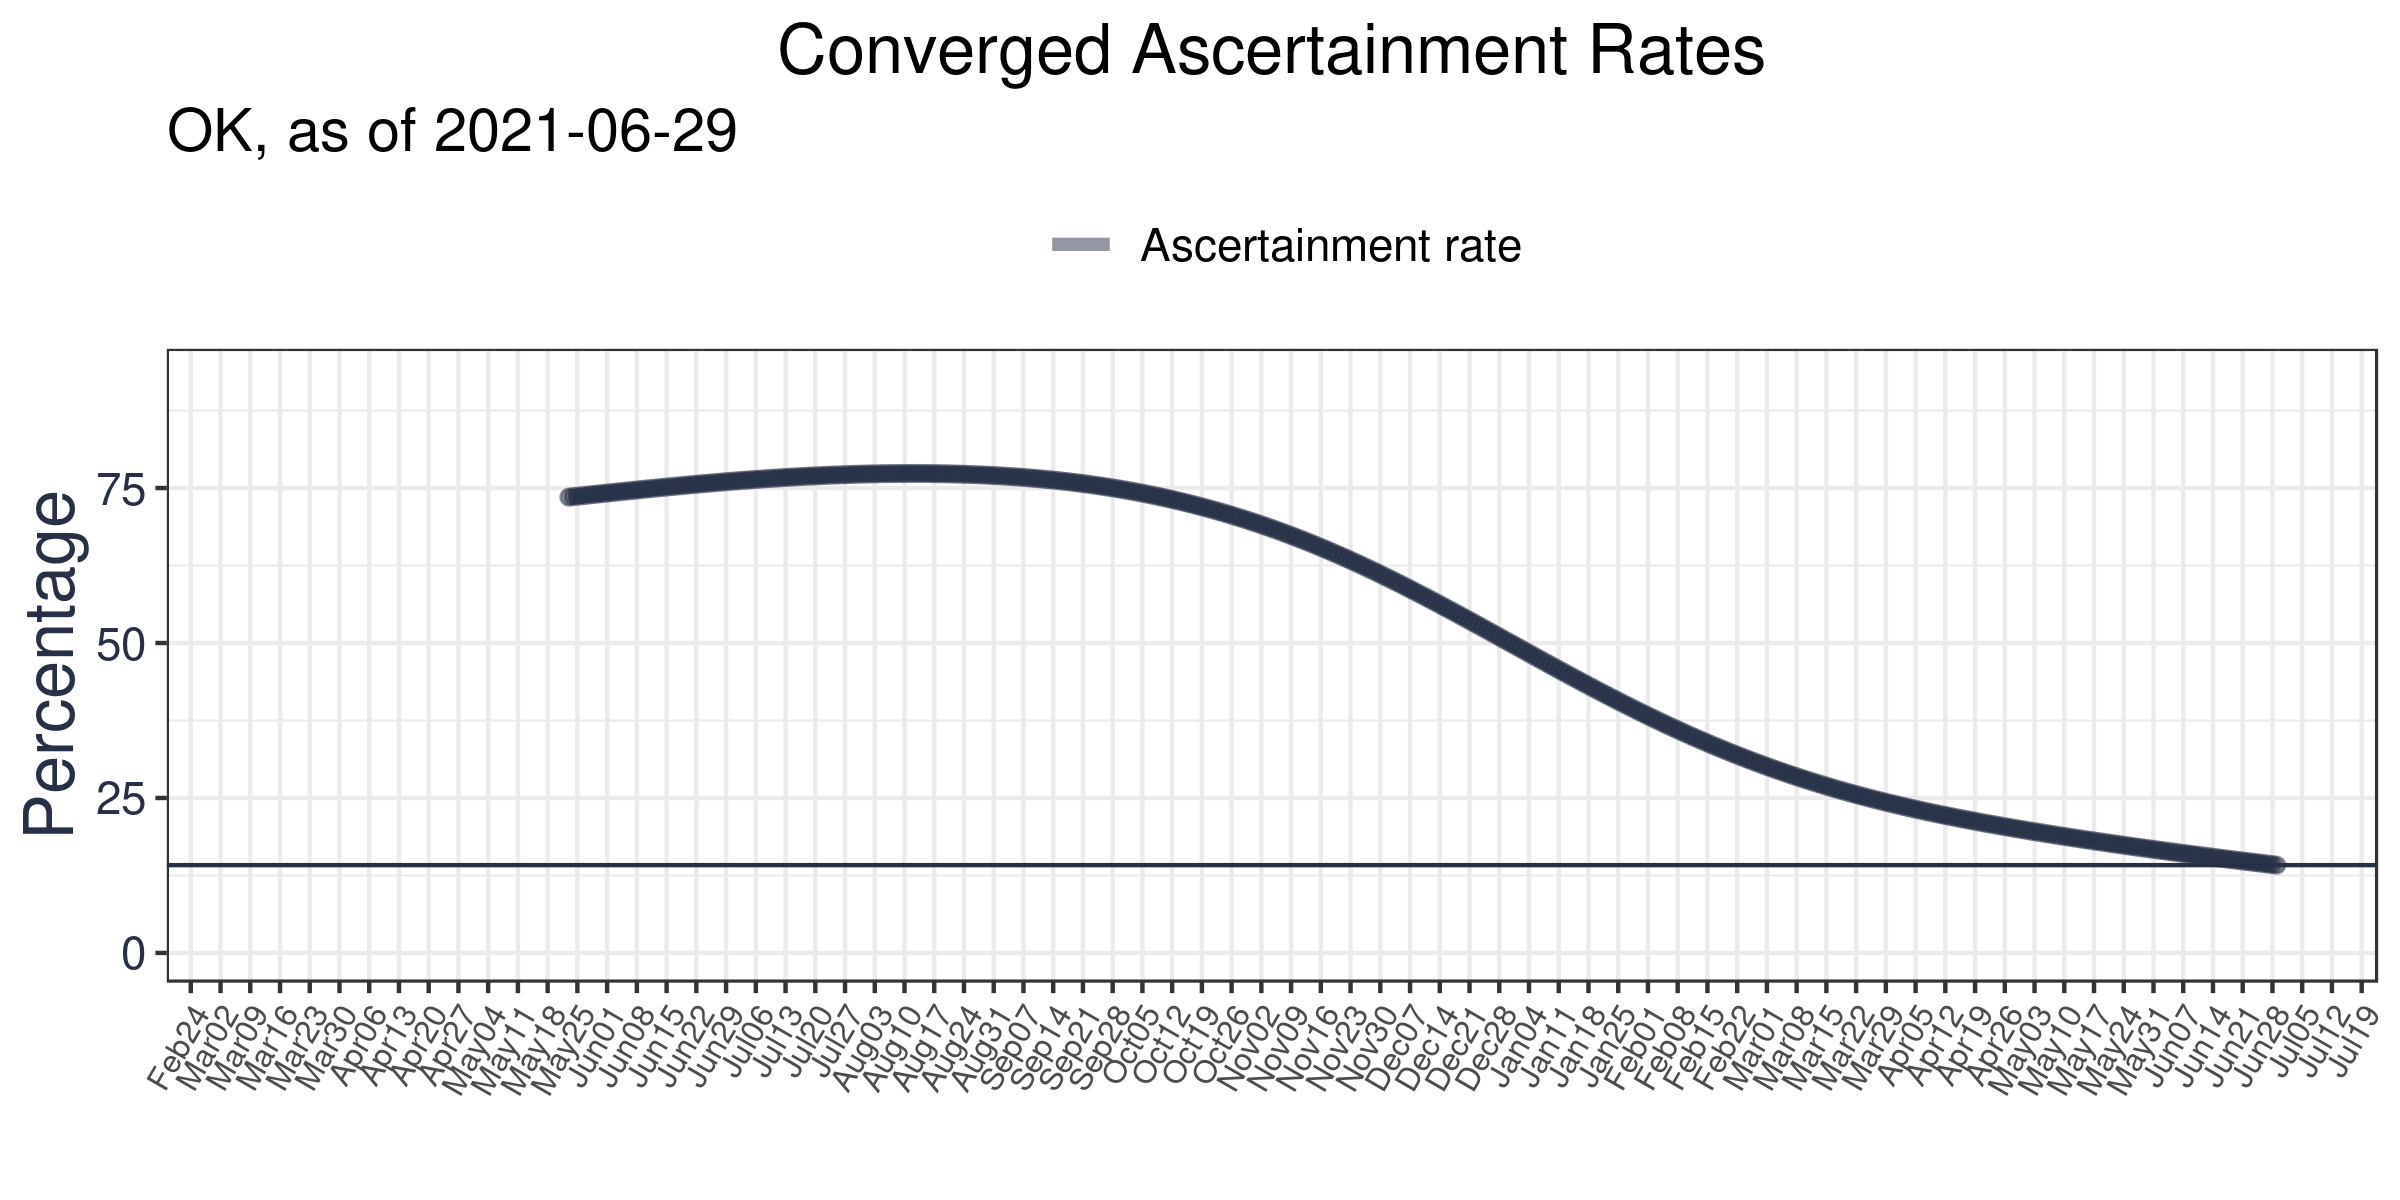 Converged Ascertainment Rates
OK, as of 2021-06-29
Ascertainment rate
Percentage
75
50
25
0
Feb24 Mar02 Mar09 Mar16 Mar23 Mar30 Apr06 Apr13 Apr20 Apr27 May04 May11 May18 May25 Jun01 Jun08 Jun15 Jun22 Jun29 Jul06 Jul13 Jul20 Jul27 Aug03 Aug10 Aug17 Aug24 Aug31 Sep07 Sep14 Sep21 Sep28 Oct05 Oct12 Oct19 Oct26 Nov02 Nov09 Nov16 Nov23 Nov30 Dec07 Dec14 Dec21 Dec28 Jan04 Jan11 Jan18 Jan25 Feb01 Feb08 Feb15 Feb22 Mar01 Mar08 Mar15 Mar22 Mar29 Apr05 Apr12 Apr19 Apr26 May03 May10 May17 May24 May31 May07 Jun07 Jun14 Jun21 Jun28 Jul05 Jul12 Jul19